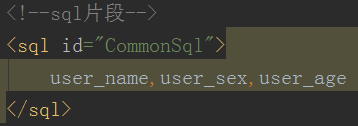 <!--sql片段-->
<sql id="CommonSql">
user_name,user_sex,user_age
</sql>